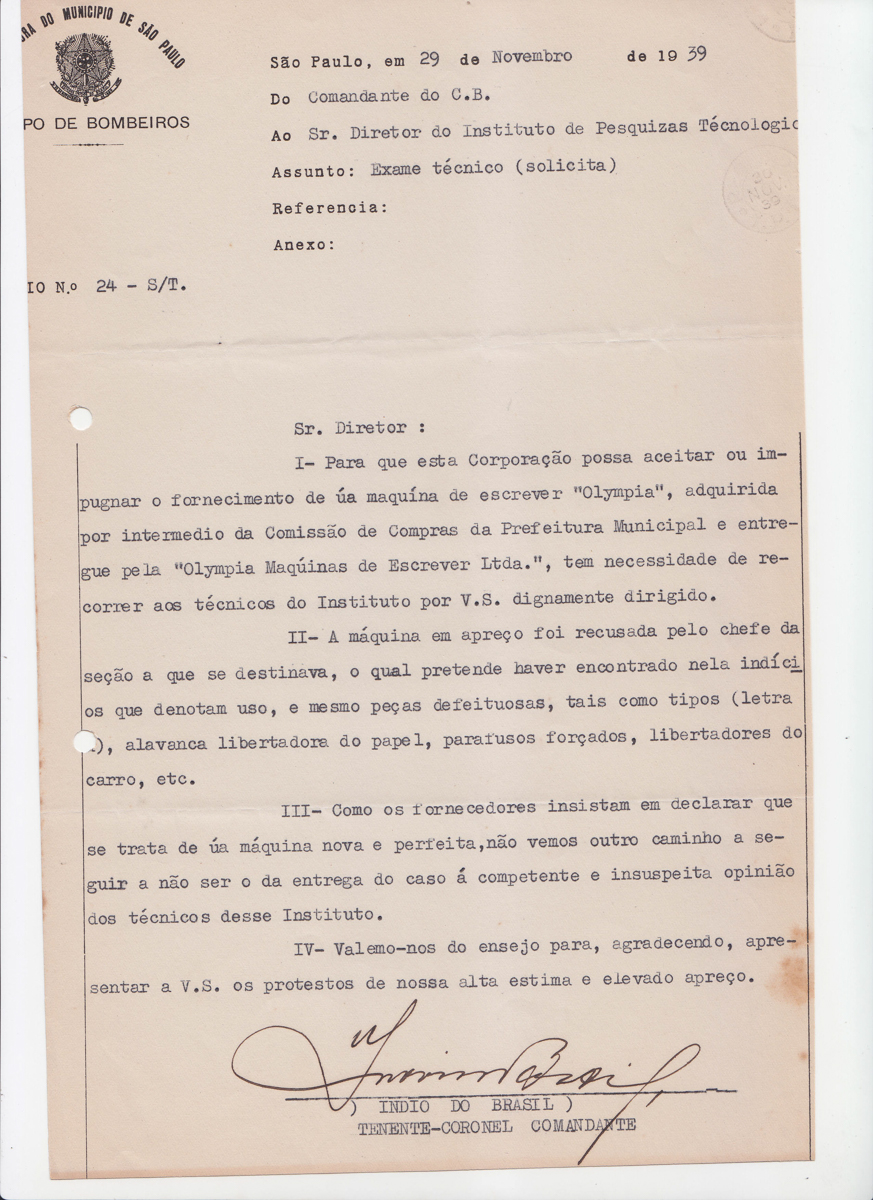 RA DO MUNICIPIO DE SÃO PAULO
PO DE BOMBEIROS
São Paulo, em 29 de Novembro de 1939
Do Comandante do C.B.
Ao Sr. Diretor do Instituto de Pesquizas Técnologic
Assunto: Exame técnico (solicita)
Referencia:
Anexo:
IO N.º 24 - S/T.
Sr. Diretor :
I- Para que esta Corporação possa aceitar ou im-
pugnar o fornecimento de úa maquína de escrever "Olympia", adquirida
por intermedio da Comissão de Compras da Prefeitura Municipal e entre-
gue pela "Olympia Maqúinas de Escrever Ltda.", tem necessidade de re-
correr aos técnicos do Instituto por V.S. dignamente dirigido.
II- A máquina em apreço foi recusada pelo chefe da
seção a que se destinava, o qual pretende haver encontrado nela indíci
os que denotam uso, e mesmo peças defeituosas, tais como tipos (letra
), alavanca libertadora do papel, parafusos forçados, libertadores do
carro, etc.
III- Como os fornecedores insistam em declarar que
se trata de úa máquina nova e perfeita,não vemos outro caminho a se-
guir a não ser o da entrega do caso á competente e insuspeita opinião
dos técnicos desse Instituto.
IV- Valemo-nos do ensejo para, agradecendo, apre-
sentar a V.S. os protestos de nossa alta estima e elevado apreço.
) INDIO DO BRASIL )
TENENTE-CORONEL COMANDANTE